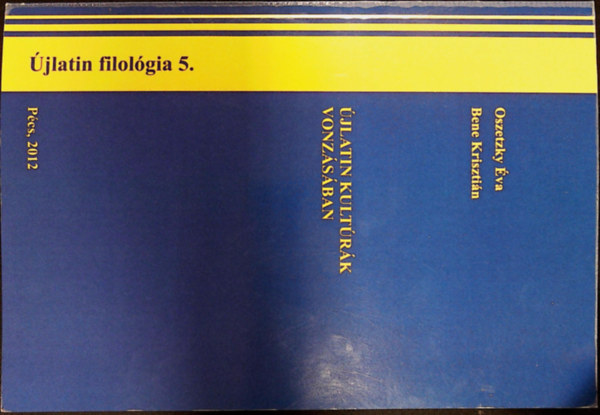 Oszetzky Éva
Bene Krisztián
ÚJLATIN KULTÚRÁK
VONZÁSÁBAN
Pécs, 2012
Újlatin filológia 5.